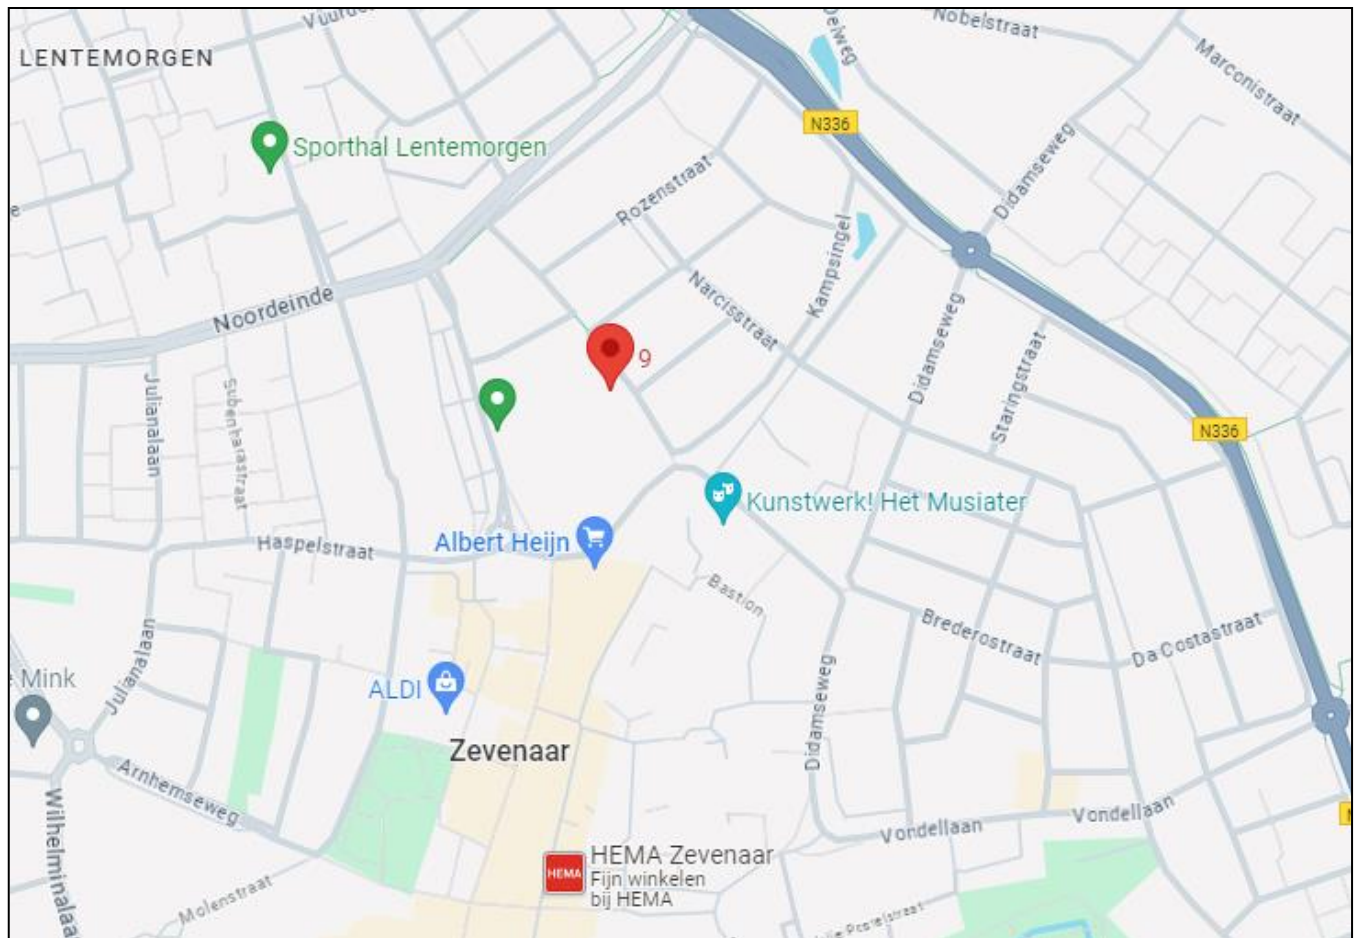 Nobelstraat
LENTEMORGEN
Marconistraat
N336
Sporthal Lentemorgen
Didamseweg
Rozenstraat
Kampsingel
Narcisstraat
Noordeinde
Didamseweg
9
Staringstraat
Julianalaan
Subenharastraat
N336
Kunstwerk! Het Musiater
Albert Heijn
Haspelstraat
Bastion
Brederostraat
Da Costastraat
Julianalaan
Mink
ALDI
Didamseweg
Zevenaar
Arnhemseweg
Wilhelminalaa
Vondellaan
Vondellaan
HEMA
HEMA Zevenaar
Fijn winkelen
bij HEMA
Molenstraat